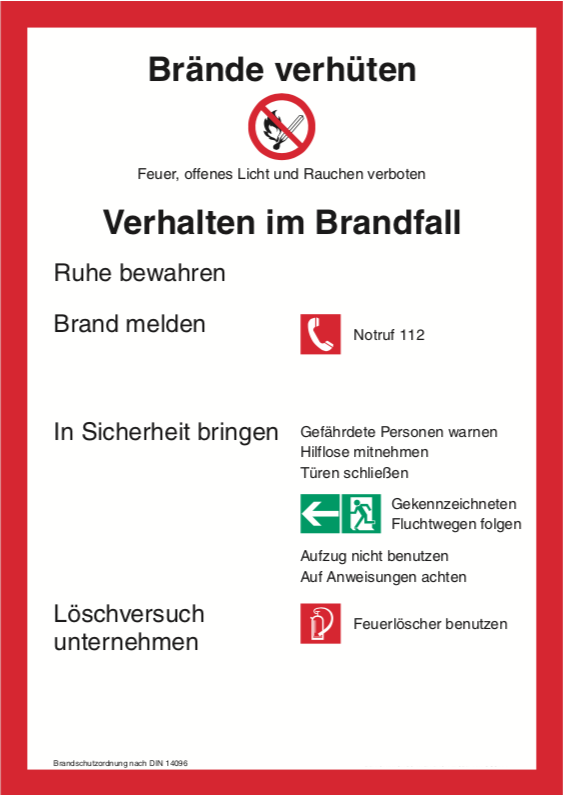 Brände verhüten
Feuer, offenes Licht und Rauchen verboten
Verhalten im Brandfall
Ruhe bewahren
Brand melden
Notruf 112
In Sicherheit bringen
Gefährdete Personen warnen
Hilflose mitnehmen
Türen schließen
Gekennzeichneten
Fluchtwegen folgen
Aufzug nicht benutzen
Auf Anweisungen achten
Löschversuch
unternehmen
Feuerlöscher benutzen
Brandschutzordnung nach DIN 14096